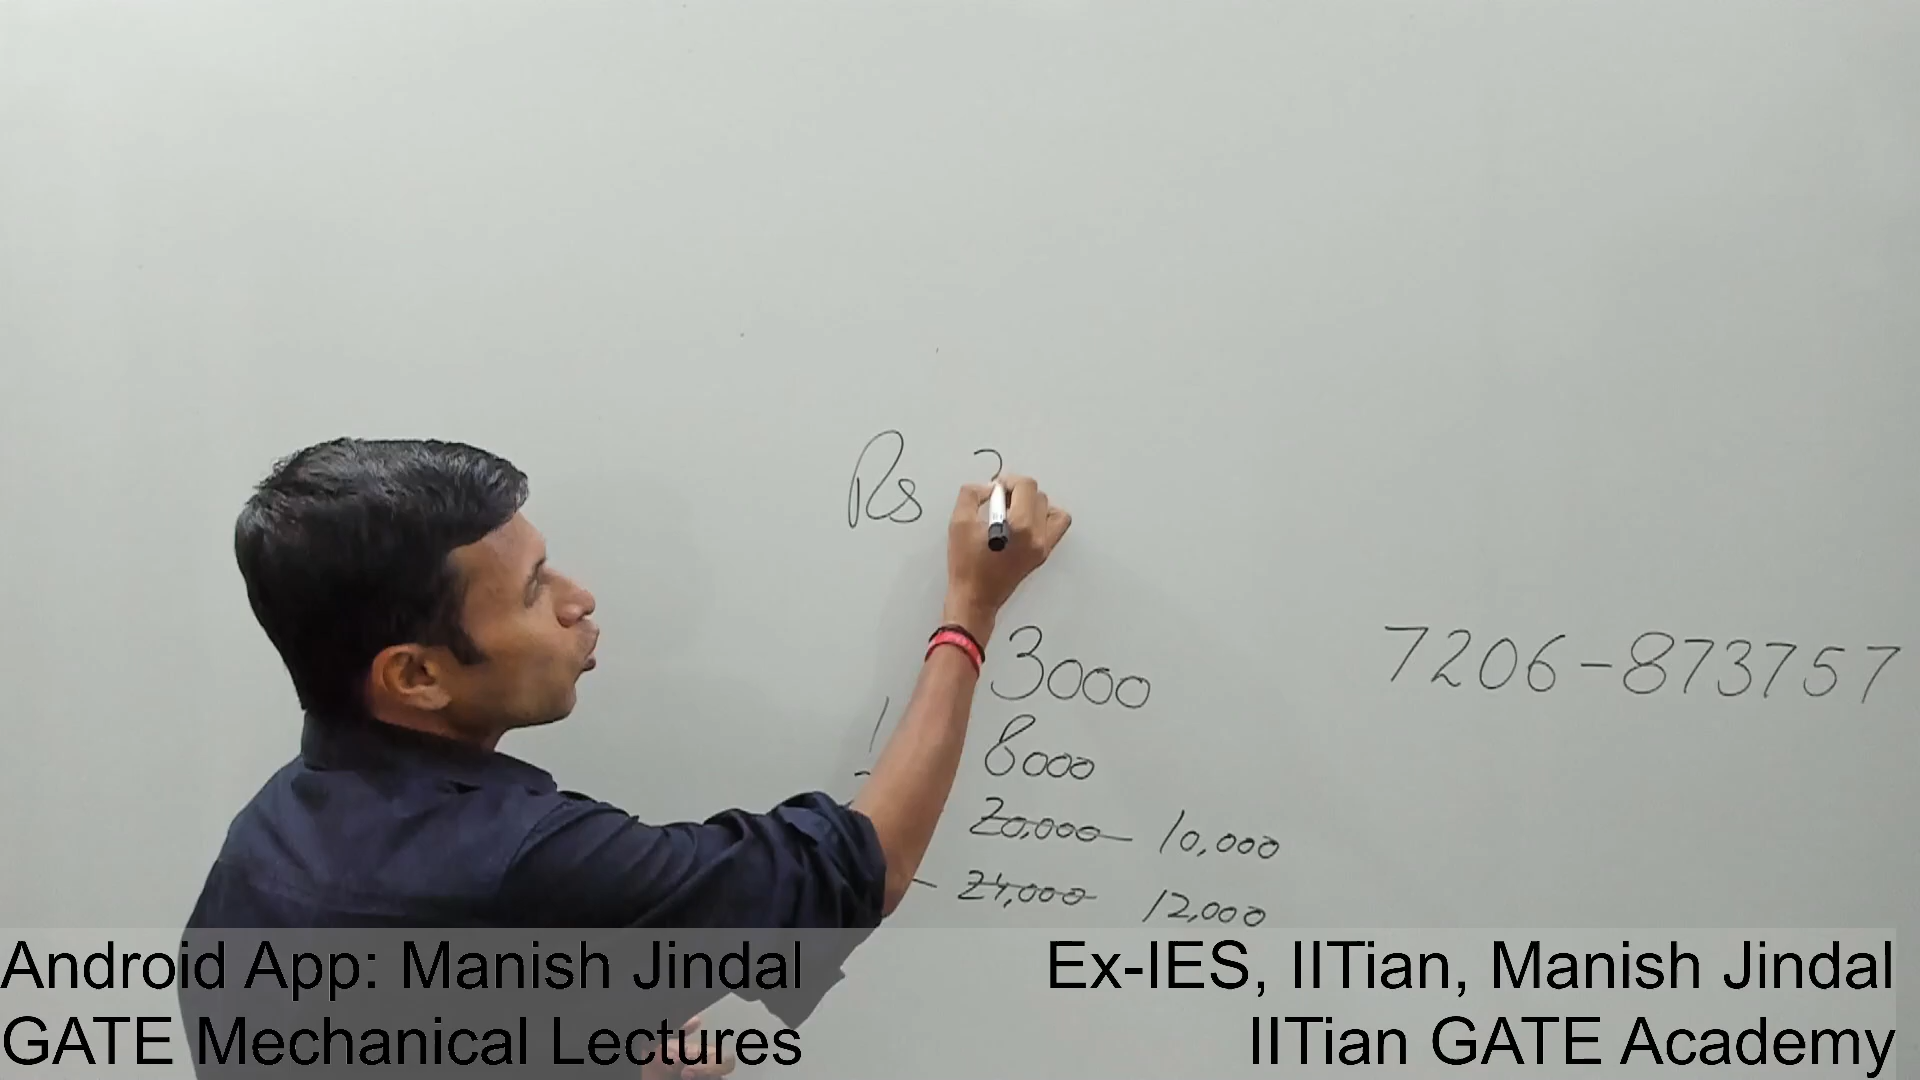 Rs
3000
7206-873757
8000
20,000 10,000
24,000 12,000
Android App: Manish Jindal
GATE Mechanical Lectures
Ex-IES, IITian, Manish Jindal
IITian GATE Academy